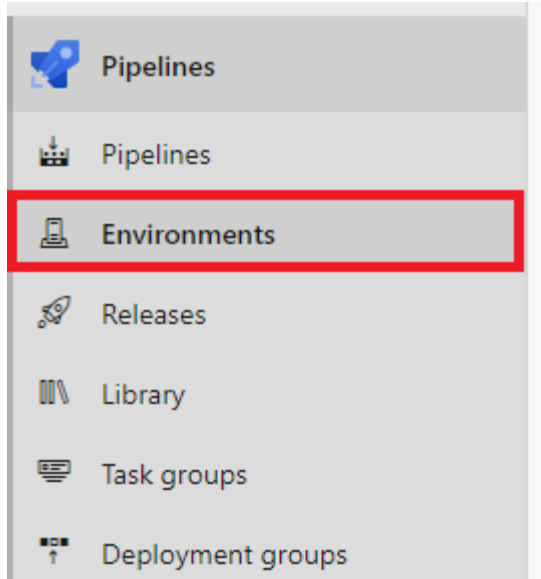 Pipelines
Pipelines
Environments
Releases
Library
Task groups
Deployment groups